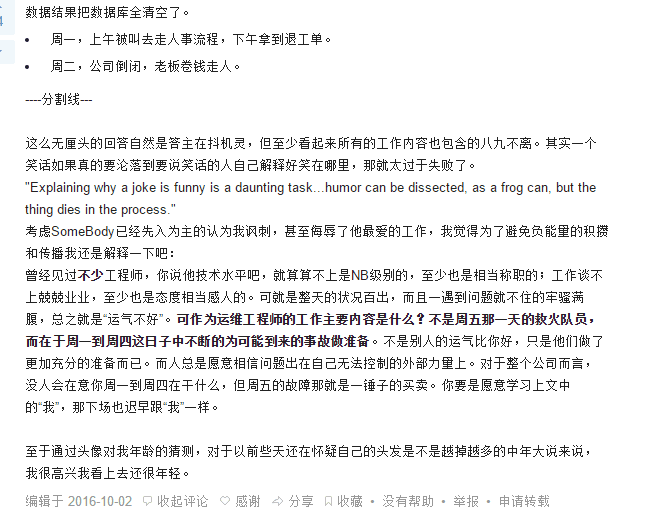 4
数据结果把数据库全清空了。
• 周一，上午被叫去走人事流程，下午拿到退工单。
• 周二，公司倒闭，老板卷钱走人。
----分割线---
这么无厘头的回答自然是答主在抖机灵，但至少看起来所有的工作内容也包含的八九不离。其实一个
笑话如果真的要沦落到要说笑话的人自己解释好笑在哪里，那就太过于失败了。
"Explaining why a joke is funny is a daunting task...humor can be dissected, as a frog can, but the
thing dies in the process."
考虑SomeBody已经先入为主的认为我讽刺，甚至侮辱了他最爱的工作，我觉得为了避免负能量的积攒
和传播我还是解释一下吧：
曾经见过不少工程师，你说他技术水平吧，就算算不上是NB级别的，至少也是相当称职的；工作谈不
上兢兢业业，至少也是态度相当感人的。可就是整天的状况百出，而且一遇到问题就不住的牢骚满
腹，总之就是“运气不好”。可作为运维工程师的工作主要内容是什么？不是周五那一天的救火队员，
而在于周一到周四这日子中不断的为可能到来的事故做准备。不是别人的运气比你好，只是他们做了
更加充分的准备而已。而人总是愿意相信问题出在自己无法控制的外部力量上。对于整个公司而言，
没人会在意你周一到周四在干什么，但周五的故障那就是一锤子的买卖。你要是愿意学习上文中
的“我”，那下场也迟早跟“我”一样。
至于通过头像对我年龄的猜测，对于以前些天还在怀疑自己的头发是不是越掉越多的中年大说来说，
我很高兴我看上去还很年轻。
编辑于 2016-10-02 收起评论 感谢 分享 收藏 • 没有帮助 • 举报 • 申请转载